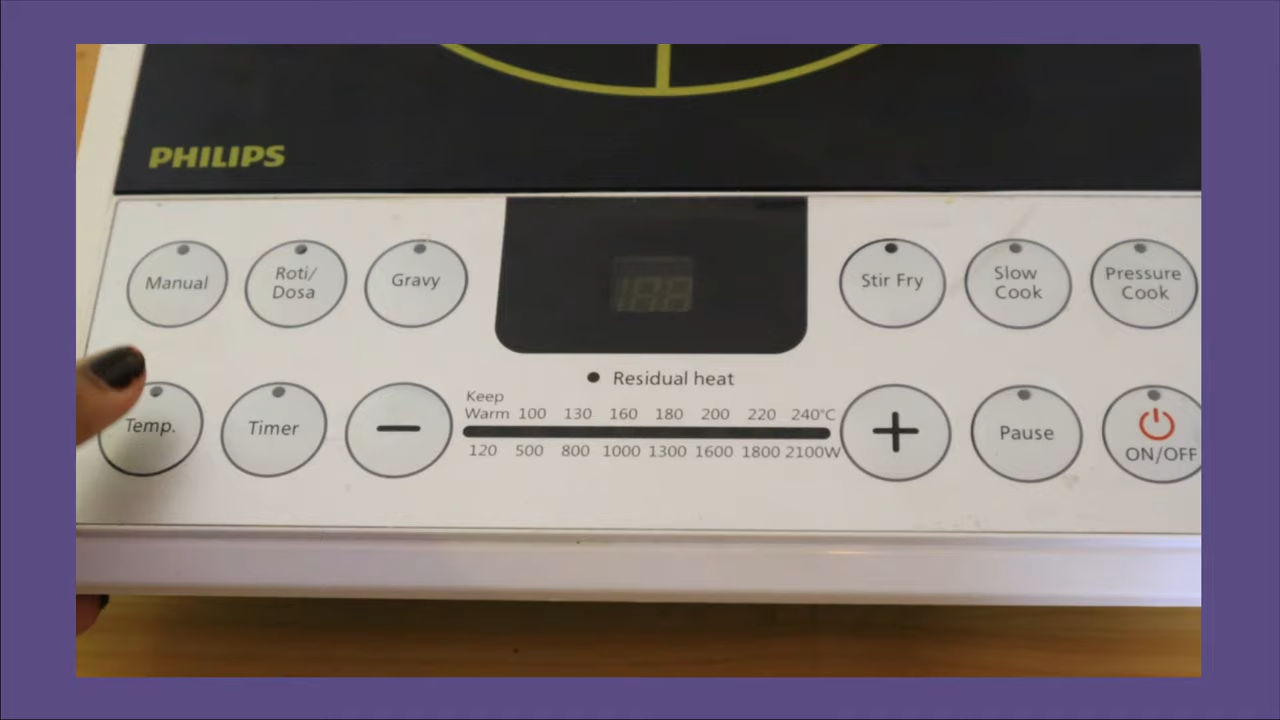 PHILIPS
Manual
Roti/
Dosa
Gravy
Stir Fry
Slow
Cook
Pressure
Cook
Residual heat
Keep
Warm 100 130 160 180 200 220 240°C
120 500 800 1000 1300 1600 1800 2100W
Temp.
Timer
−
+
Pause
ON/OFF